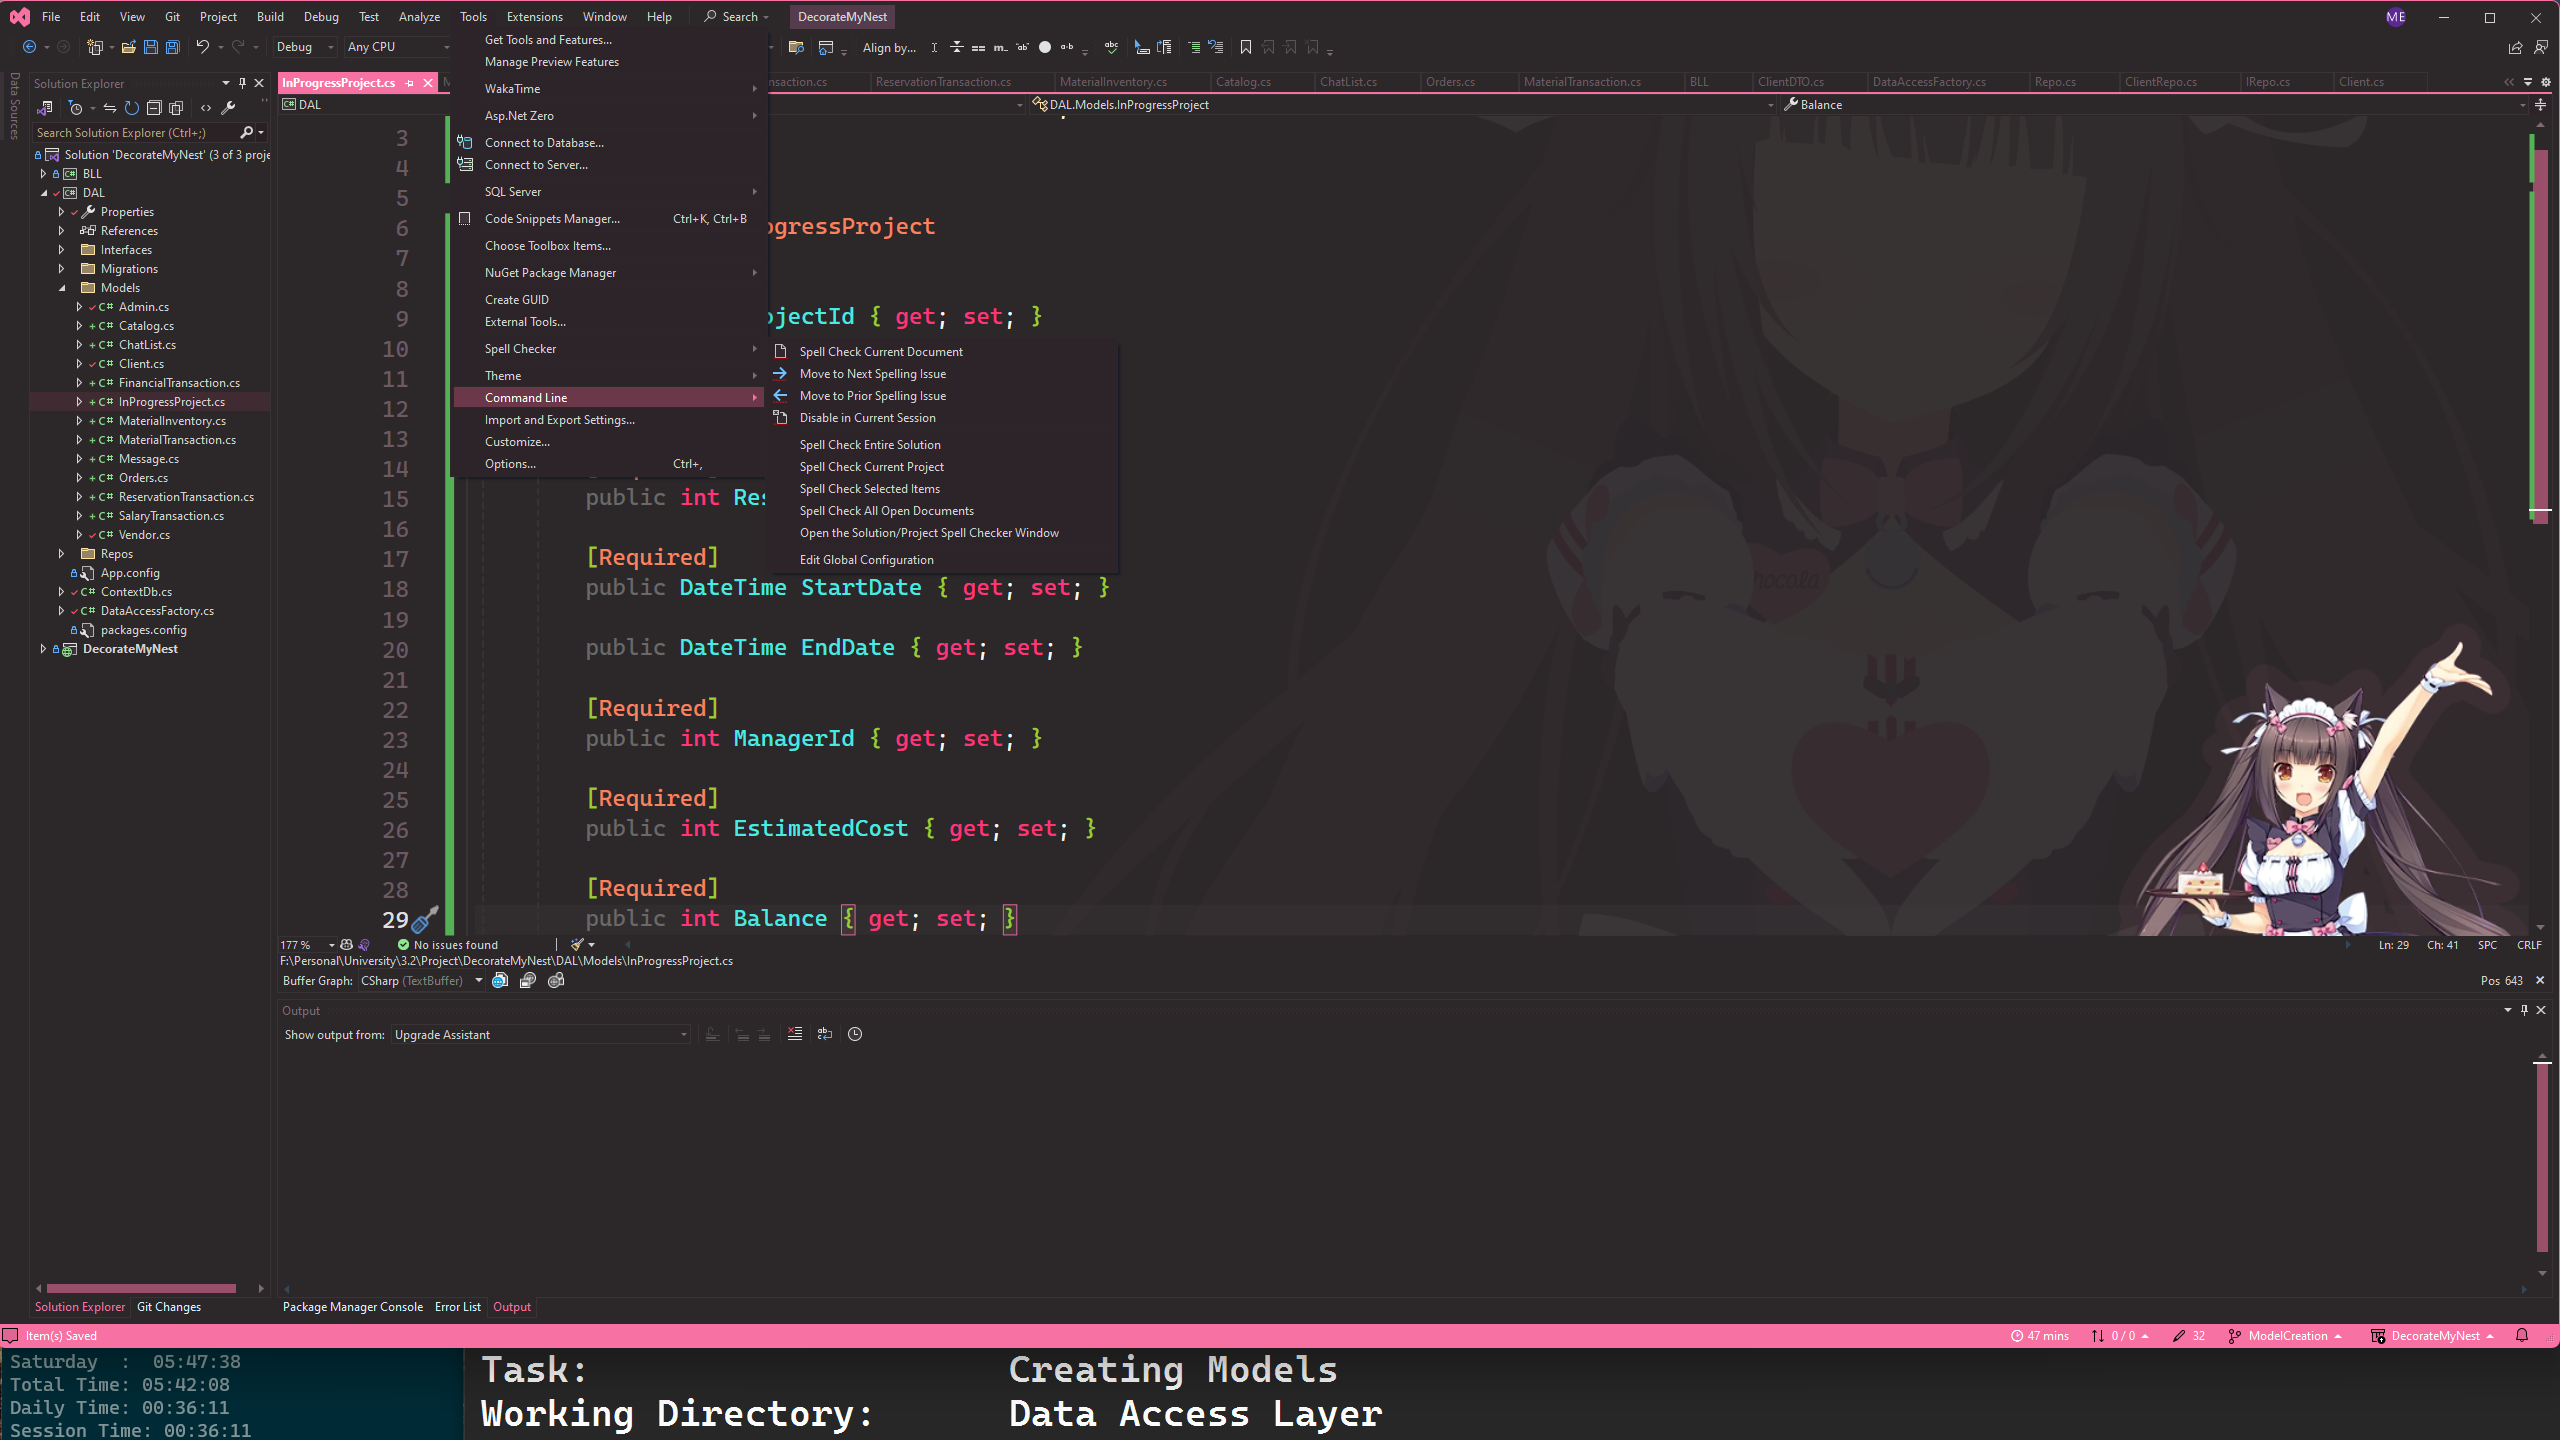 File Edit View Git Project Build Debug Test Analyze Tools Extensions Window Help Search DecorateMyNest ME
Debug Any CPU Align by...
Data Sources
Solution Explorer
Search Solution Explorer (Ctrl+;)
Solution 'DecorateMyNest' (3 of 3 proje
BLL
DAL
Properties
References
Interfaces
Migrations
Models
Admin.cs
Catalog.cs
ChatList.cs
Client.cs
FinancialTransaction.cs
InProgressProject.cs
MaterialInventory.cs
MaterialTransaction.cs
Message.cs
Orders.cs
ReservationTransaction.cs
SalaryTransaction.cs
Vendor.cs
Repos
App.config
ContextDb.cs
DataAccessFactory.cs
packages.config
DecorateMyNest
Solution Explorer Git Changes
InProgressProject.cs nsaction.cs ReservationTransaction.cs MaterialInventory.cs Catalog.cs ChatList.cs Orders.cs MaterialTransaction.cs BLL ClientDTO.cs DataAccessFactory.cs Repo.cs ClientRepo.cs IRepo.cs Client.cs
DAL DAL.Models.InProgressProject Balance
Get Tools and Features...
Manage Preview Features
WakaTime
Asp.Net Zero
Connect to Database...
Connect to Server...
SQL Server
Code Snippets Manager... Ctrl+K, Ctrl+B
Choose Toolbox Items...
NuGet Package Manager
Create GUID
External Tools...
Spell Checker
Theme
Command Line
Import and Export Settings...
Customize...
Options... Ctrl+,
Spell Check Current Document
Move to Next Spelling Issue
Move to Prior Spelling Issue
Disable in Current Session
Spell Check Entire Solution
Spell Check Current Project
Spell Check Selected Items
Spell Check All Open Documents
Open the Solution/Project Spell Checker Window
Edit Global Configuration
3
4
5
6 ogressProject
7
8
9 ojectId { get; set; }
10
11
12
13
14
15 public int Res
16
17 [Required]
18 public DateTime StartDate { get; set; }
19
20 public DateTime EndDate { get; set; }
21
22 [Required]
23 public int ManagerId { get; set; }
24
25 [Required]
26 public int EstimatedCost { get; set; }
27
28 [Required]
29 public int Balance { get; set; }
177 % No issues found Ln: 29 Ch: 41 SPC CRLF
F:\Personal\University\3.2\Project\DecorateMyNest\DAL\Models\InProgressProject.cs
Buffer Graph: CSharp (TextBuffer) Pos 643
Output
Show output from: Upgrade Assistant
Package Manager Console Error List Output
Item(s) Saved 47 mins 0 / 0 32 ModelCreation DecorateMyNest
Saturday : 05:47:38
Total Time: 05:42:08
Daily Time: 00:36:11
Session Time: 00:36:11
Task: Creating Models
Working Directory: Data Access Layer